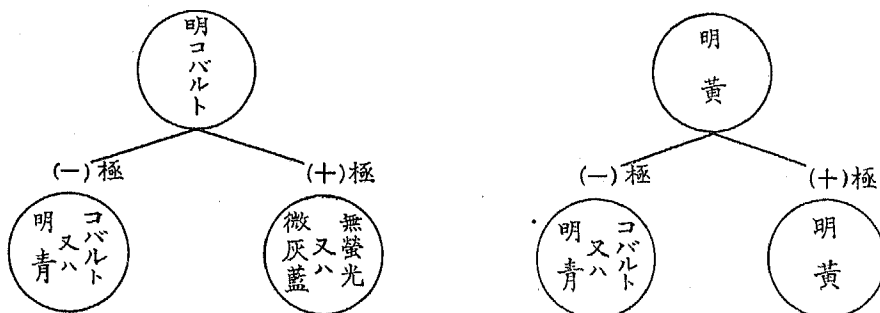 明コバルト
(一)極
(十)極
コバルト
又ハ
明青
無螢光
又ハ
微灰藍
明黃
(一)極
(十)極
コバルト
又ハ
明青
明黃